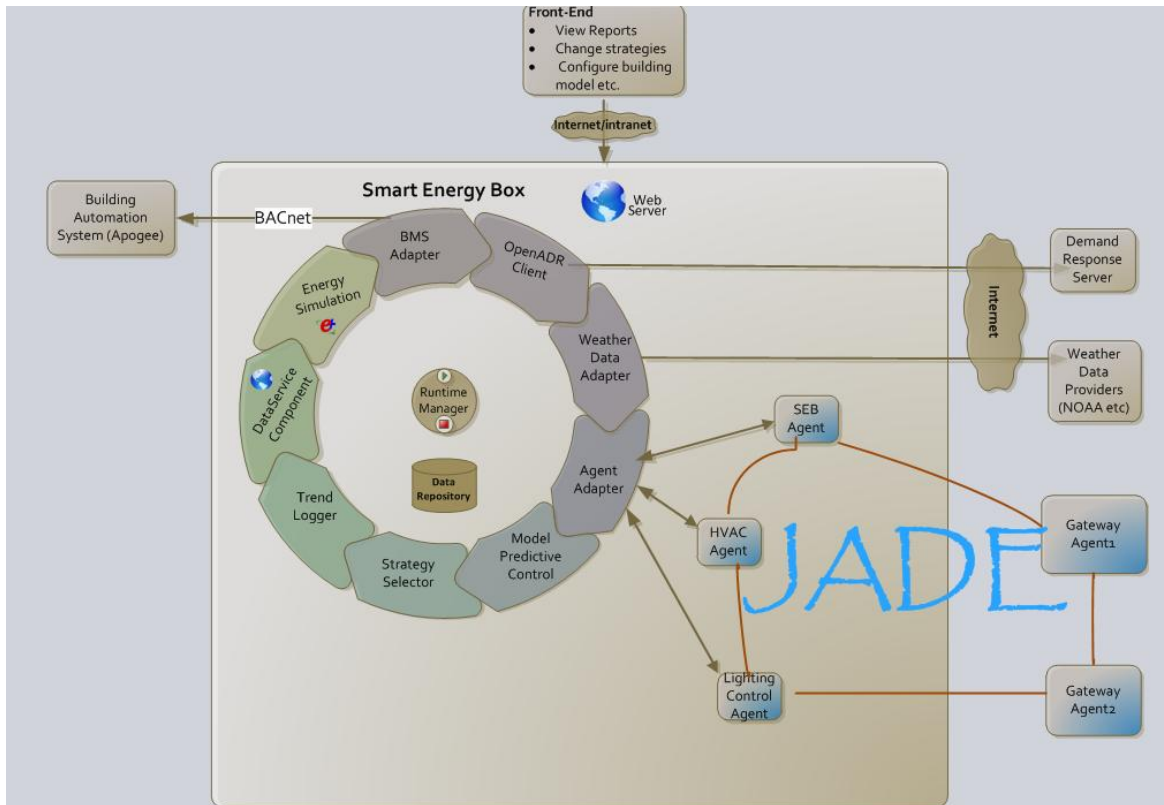 Front-End
• View Reports
• Change strategies
• Configure building
model etc.
Internet/intranet
Smart Energy Box
Web
Server
Building
Automation
System (Apogee)
BACnet
BMS
Adapter
OpenADR
Client
Weather
Data
Adapter
Agent
Adapter
Model
Predictive
Control
Strategy
Selector
Trend
Logger
DataService
Component
Energy
Simulation
e+
Runtime
Manager
Data
Repository
Internet
Demand
Response
Server
Weather
Data
Providers
(NOAA etc)
SEB
Agent
HVAC
Agent
JADE
Gateway
Agent1
Lighting
Control
Agent
Gateway
Agent2